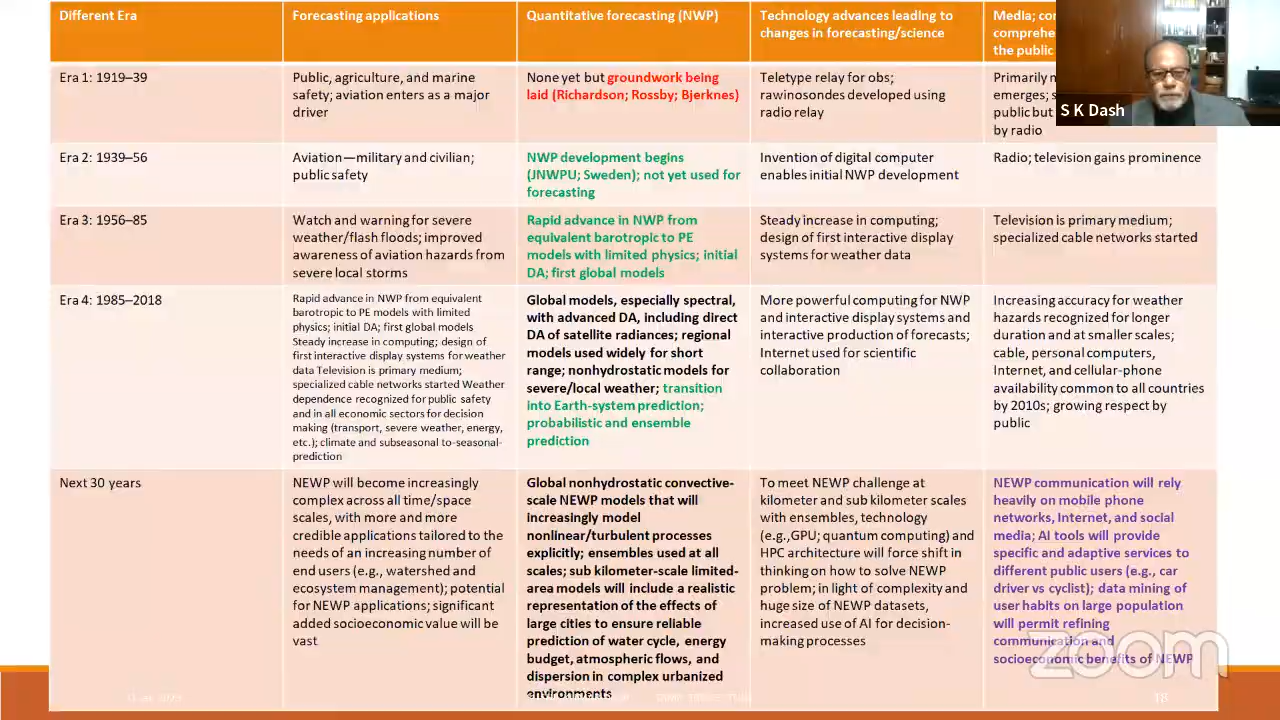 Different Era
Forecasting applications
Quantitative forecasting (NWP)
Technology advances leading to
changes in forecasting/science
Media;
the public
Era 1: 1919–39
Public, agriculture, and marine
safety; aviation enters as a major
driver
None yet but groundwork being
laid (Richardson; Rossby; Bjerknes)
Teletype relay for obs;
rawinosondes developed using
radio relay
Primarily
emerges;
public but
by radio
S K Dash
Era 2: 1939–56
Aviation—military and civilian;
public safety
NWP development begins
(JNWPU; Sweden); not yet used for
forecasting
Invention of digital computer
enables initial NWP development
Radio; television gains prominence
Era 3: 1956–85
Watch and warning for severe
weather/flash floods; improved
awareness of aviation hazards from
severe local storms
Rapid advance in NWP from
equivalent barotropic to PE
models with limited physics; initial
DA; first global models
Steady increase in computing;
design of first interactive display
systems for weather data
Television is primary medium;
specialized cable networks started
Era 4: 1985–2018
Rapid advance in NWP from equivalent
barotropic to PE models with limited
physics; initial DA; first global models
Steady increase in computing; design of
first interactive display systems for weather
data Television is primary medium;
specialized cable networks started Weather
dependence recognized for public safety
and in all economic sectors for decision
making (transport, severe weather, energy,
etc.); climate and subseasonal to-seasonal-
prediction
Global models, especially spectral,
with advanced DA, including direct
DA of satellite radiances; regional
models used widely for short
range; nonhydrostatic models for
severe/local weather; transition
into Earth-system prediction;
probabilistic and ensemble
prediction
More powerful computing for NWP
and interactive display systems and
interactive production of forecasts;
Internet used for scientific
collaboration
Increasing accuracy for weather
hazards recognized for longer
duration and at smaller scales;
cable, personal computers,
Internet, and cellular-phone
availability common to all countries
by 2010s; growing respect by
public
Next 30 years
NEWP will become increasingly
complex across all time/space
scales, with more and more
credible applications tailored to the
needs of an increasing number of
end users (e.g., watershed and
ecosystem management); potential
for NEWP applications; significant
added socioeconomic value will be
vast
Global nonhydrostatic convective-
scale NEWP models that will
increasingly model
nonlinear/turbulent processes
explicitly; ensembles used at all
scales; sub kilometer-scale limited-
area models will include a realistic
representation of the effects of
large cities to ensure reliable
prediction of water cycle, energy
budget, atmospheric flows, and
dispersion in complex urbanized
environments
To meet NEWP challenge at
kilometer and sub kilometer scales
with ensembles, technology
(e.g.,GPU; quantum computing) and
HPC architecture will force shift in
thinking on how to solve NEWP
problem; in light of complexity and
huge size of NEWP datasets,
increased use of AI for decision-
making processes
NEWP communication will rely
heavily on mobile phone
networks, Internet, and social
media; AI tools will provide
specific and adaptive services to
different public users (e.g., car
driver vs cyclist); data mining of
user habits on large population
will permit refining
communication and
socioeconomic benefits of NEWP
zoom
18